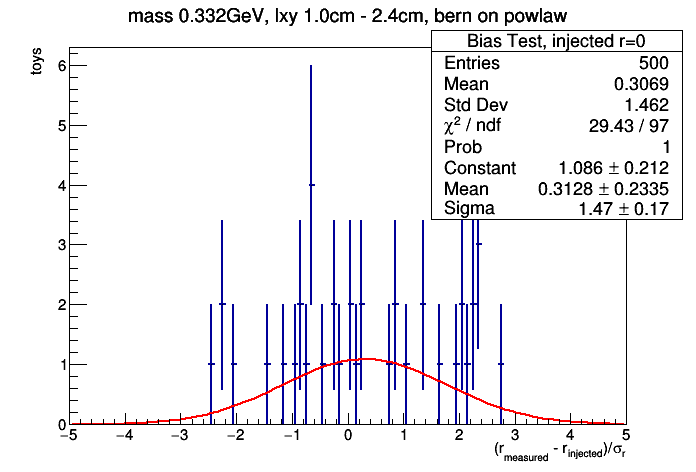 mass 0.332GeV, lxy 1.0cm - 2.4cm, bern on powlaw
toys
Bias Test, injected r=0
Entries 500
Mean 0.3069
Std Dev 1.462
χ² / ndf 29.43 / 97
Prob 1
Constant 1.086 ± 0.212
Mean 0.3128 ± 0.2335
Sigma 1.47 ± 0.17
6
5
4
3
2
1
0
−5 −4 −3 −2 −1 0 1 2 3 4 5
(r_measured - r_injected)/σ_r